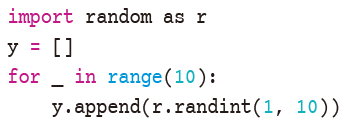 import random as r
y = []
for _ in range(10):
    y.append(r.randint(1, 10))